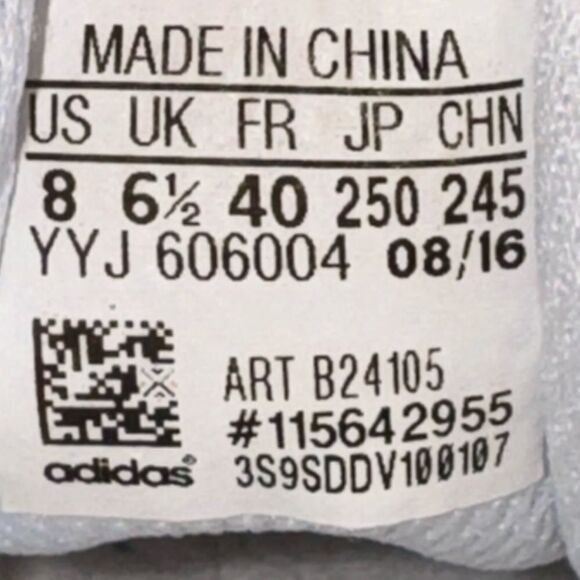 MADE IN CHINA
US UK FR JP CHN
8 6½ 40 250 245
YYJ 606004 08/16
ART B24105
#115642955
adidas® 3S9SDDV100107